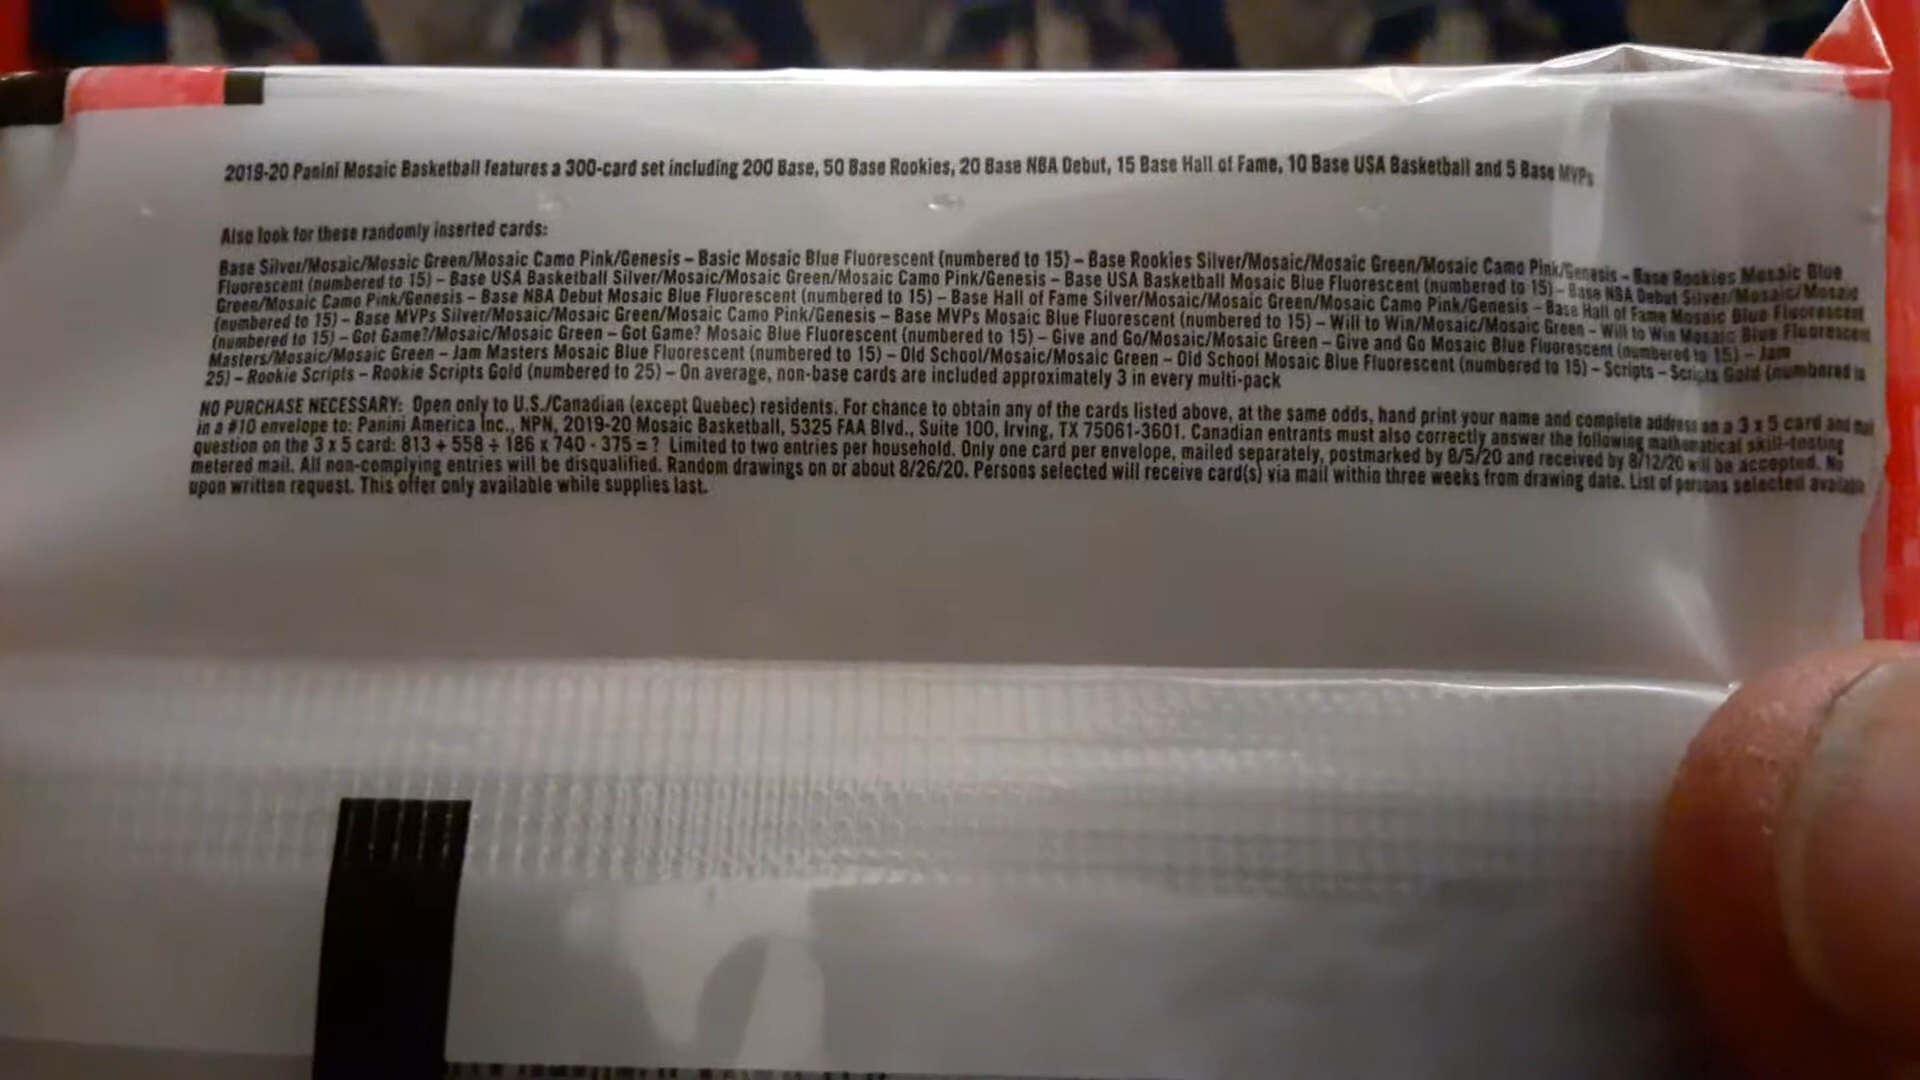 2019-20 Panini Mosaic Basketball features a 300-card set including 200 Base, 50 Base Rookies, 20 Base NBA Debut, 15 Base Hall of Fame, 10 Base USA Basketball and 5 Base MVPs
Also look for these randomly inserted cards:
Base Silver/Mosaic/Mosaic Green/Mosaic Camo Pink/Genesis – Basic Mosaic Blue Fluorescent (numbered to 15) – Base Rookies Silver/Mosaic/Mosaic Green/Mosaic Camo Pink/Genesis – Base Rookies Mosaic Blue
Fluorescent (numbered to 15) – Base USA Basketball Silver/Mosaic/Mosaic Green/Mosaic Camo Pink/Genesis – Base USA Basketball Mosaic Blue Fluorescent (numbered to 15) – Base NBA Debut Silver/Mosaic/Mosaic
Green/Mosaic Camo Pink/Genesis – Base NBA Debut Mosaic Blue Fluorescent (numbered to 15) – Base Hall of Fame Silver/Mosaic/Mosaic Green/Mosaic Camo Pink/Genesis – Base Hall of Fame Mosaic Blue Fluorescent
(numbered to 15) – Base MVPs Silver/Mosaic/Mosaic Green/Mosaic Camo Pink/Genesis – Base MVPs Mosaic Blue Fluorescent (numbered to 15) – Will to Win/Mosaic/Mosaic Green – Will to Win Mosaic Blue Fluorescent
(numbered to 15) – Got Game?/Mosaic/Mosaic Green – Got Game? Mosaic Blue Fluorescent (numbered to 15) – Give and Go/Mosaic/Mosaic Green – Give and Go Mosaic Blue Fluorescent (numbered to 15) – Jam
Masters/Mosaic/Mosaic Green – Jam Masters Mosaic Blue Fluorescent (numbered to 15) – Old School/Mosaic/Mosaic Green – Old School Mosaic Blue Fluorescent (numbered to 15) – Scripts – Scripts Gold (numbered to
25) – Rookie Scripts – Rookie Scripts Gold (numbered to 25) – On average, non-base cards are included approximately 3 in every multi-pack
NO PURCHASE NECESSARY: Open only to U.S./Canadian (except Quebec) residents. For chance to obtain any of the cards listed above, at the same odds, hand print your name and complete address on a 3 x 5 card and mail
in a #10 envelope to: Panini America Inc., NPN, 2019-20 Mosaic Basketball, 5325 FAA Blvd., Suite 100, Irving, TX 75061-3601. Canadian entrants must also correctly answer the following mathematical skill-testing
question on the 3 x 5 card: 813 + 558 ÷ 186 x 740 - 375 = ? Limited to two entries per household. Only one card per envelope, mailed separately, postmarked by 8/5/20 and received by 8/12/20 will be accepted. No
metered mail. All non-complying entries will be disqualified. Random drawings on or about 8/26/20. Persons selected will receive card(s) via mail within three weeks from drawing date. List of persons selected available
upon written request. This offer only available while supplies last.